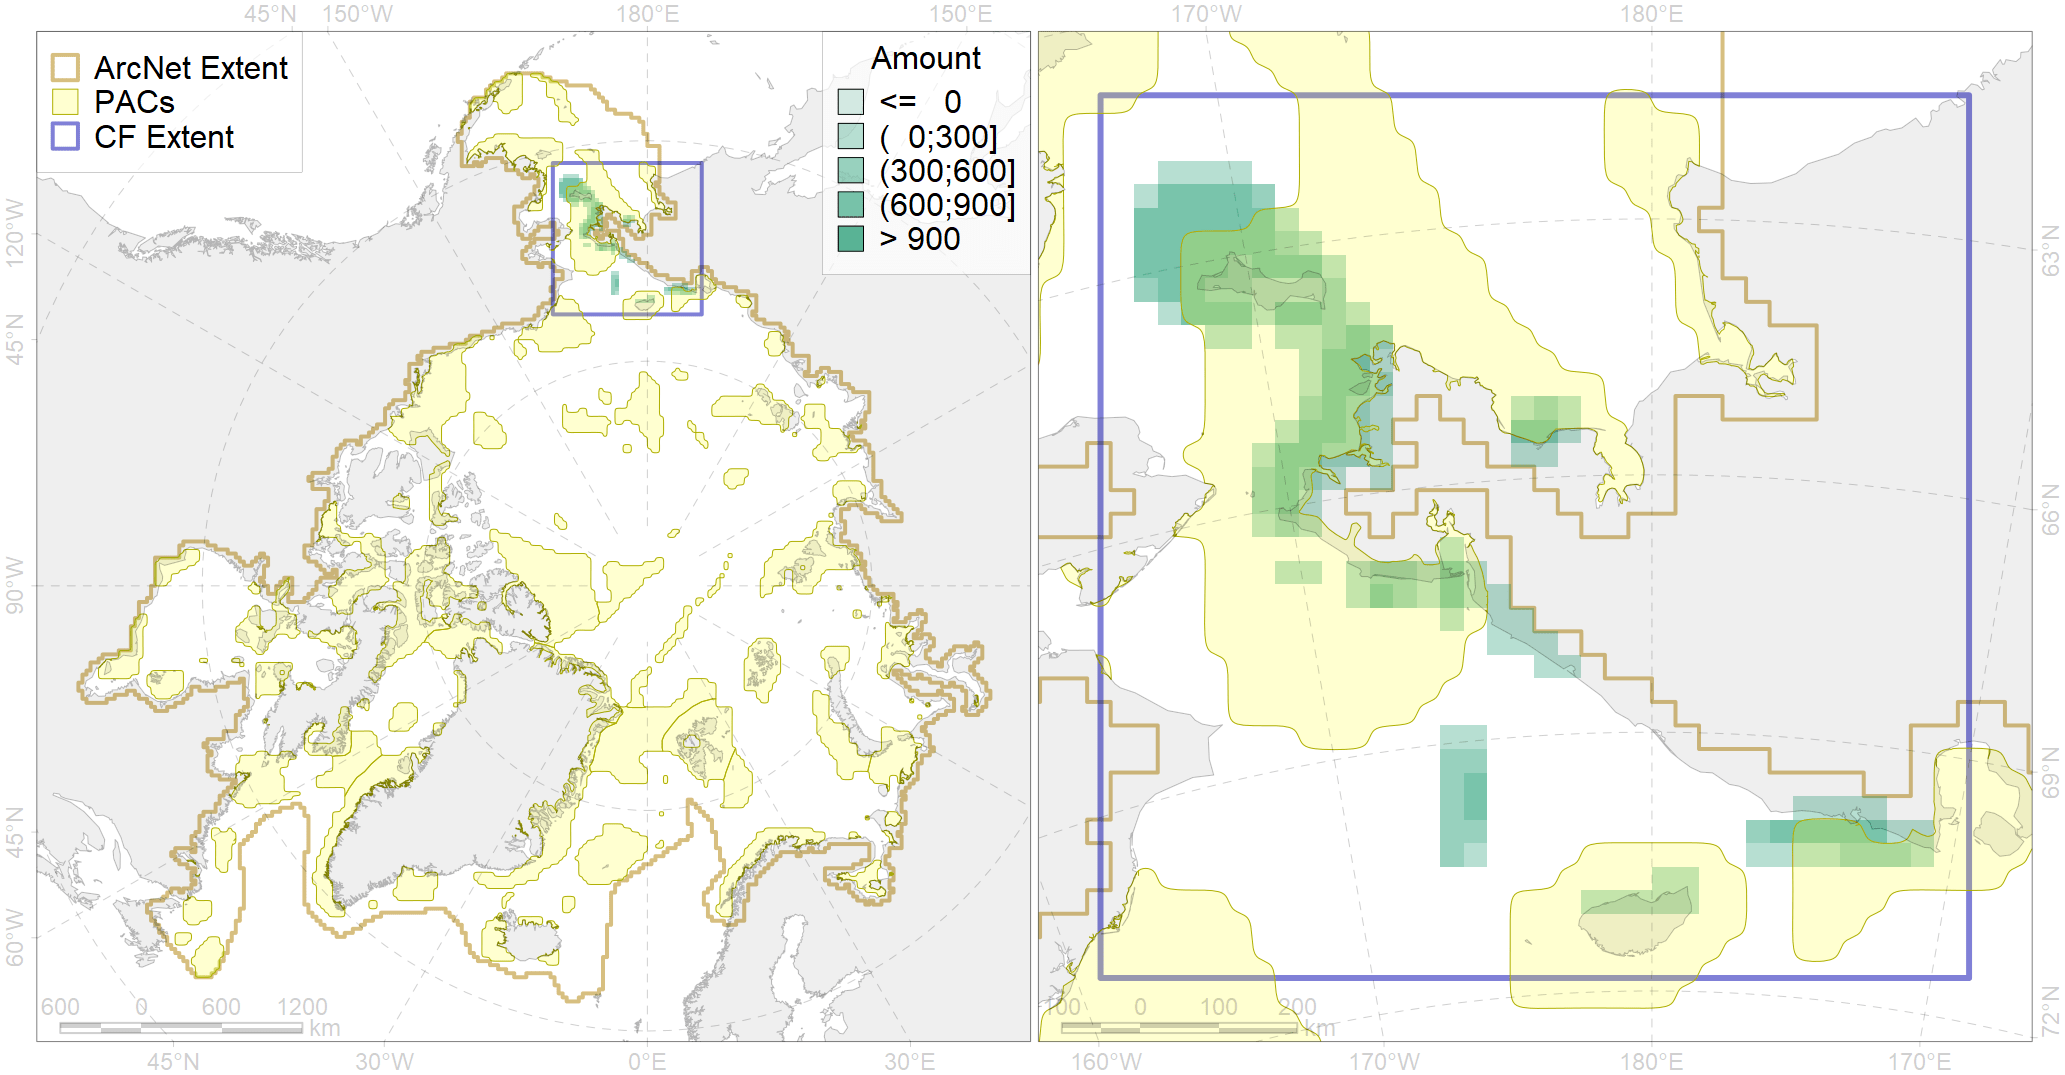 45°N 150°W 180°E 150°E 170°W 180°E
ArcNet Extent
PACs
CF Extent
Amount
<= 0
( 0;300]
(300;600]
(600;900]
> 900
120°W
45°N
90°W
45°N
60°W
63°N
66°N
69°N
72°N
600 0 600 1200
km
100 0 100 200
km
45°N 30°W 0°E 30°E 160°W 170°W 180°E 170°E